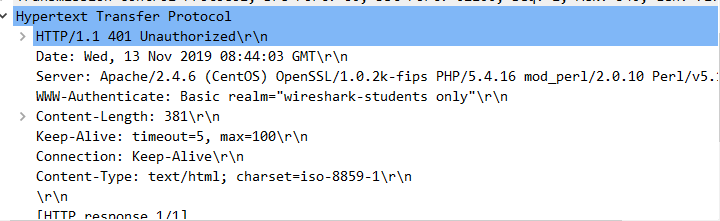 Hypertext Transfer Protocol
HTTP/1.1 401 Unauthorized\r\n
Date: Wed, 13 Nov 2019 08:44:03 GMT\r\n
Server: Apache/2.4.6 (CentOS) OpenSSL/1.0.2k-fips PHP/5.4.16 mod_perl/2.0.10 Perl/v5.
WWW-Authenticate: Basic realm="wireshark-students only"\r\n
Content-Length: 381\r\n
Keep-Alive: timeout=5, max=100\r\n
Connection: Keep-Alive\r\n
Content-Type: text/html; charset=iso-8859-1\r\n
\r\n
[HTTP response 1/1]